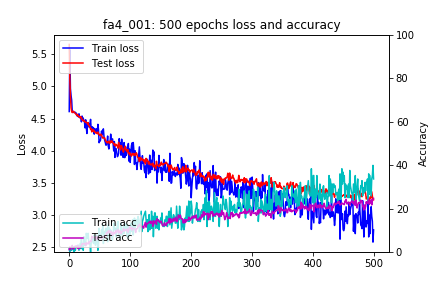 fa4_001: 500 epochs loss and accuracy
Train loss
Test loss
Train acc
Test acc
Loss
5.5
5.0
4.5
4.0
3.5
3.0
2.5
Accuracy
100
80
60
40
20
0
0 100 200 300 400 500